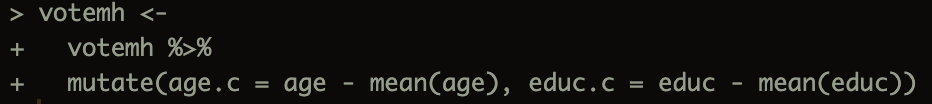 > votemh <-
+   votemh %>%
+   mutate(age.c = age - mean(age), educ.c = educ - mean(educ))